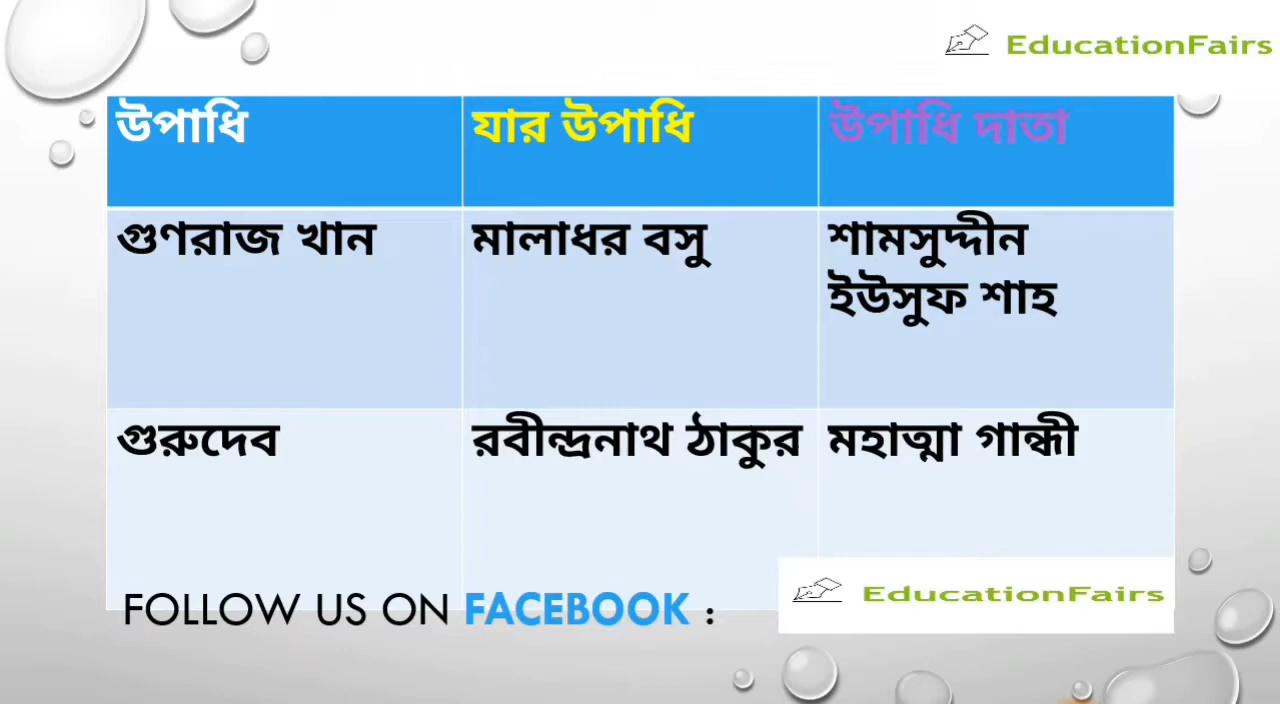 EducationFairs
উপাধি যার উপাধি উপাধি দাতা
গুণরাজ খান মালাধর বসু শামসুদ্দীন
ইউসুফ শাহ
গুরুদেব রবীন্দ্রনাথ ঠাকুর মহাত্মা গান্ধী
FOLLOW US ON FACEBOOK : EducationFairs